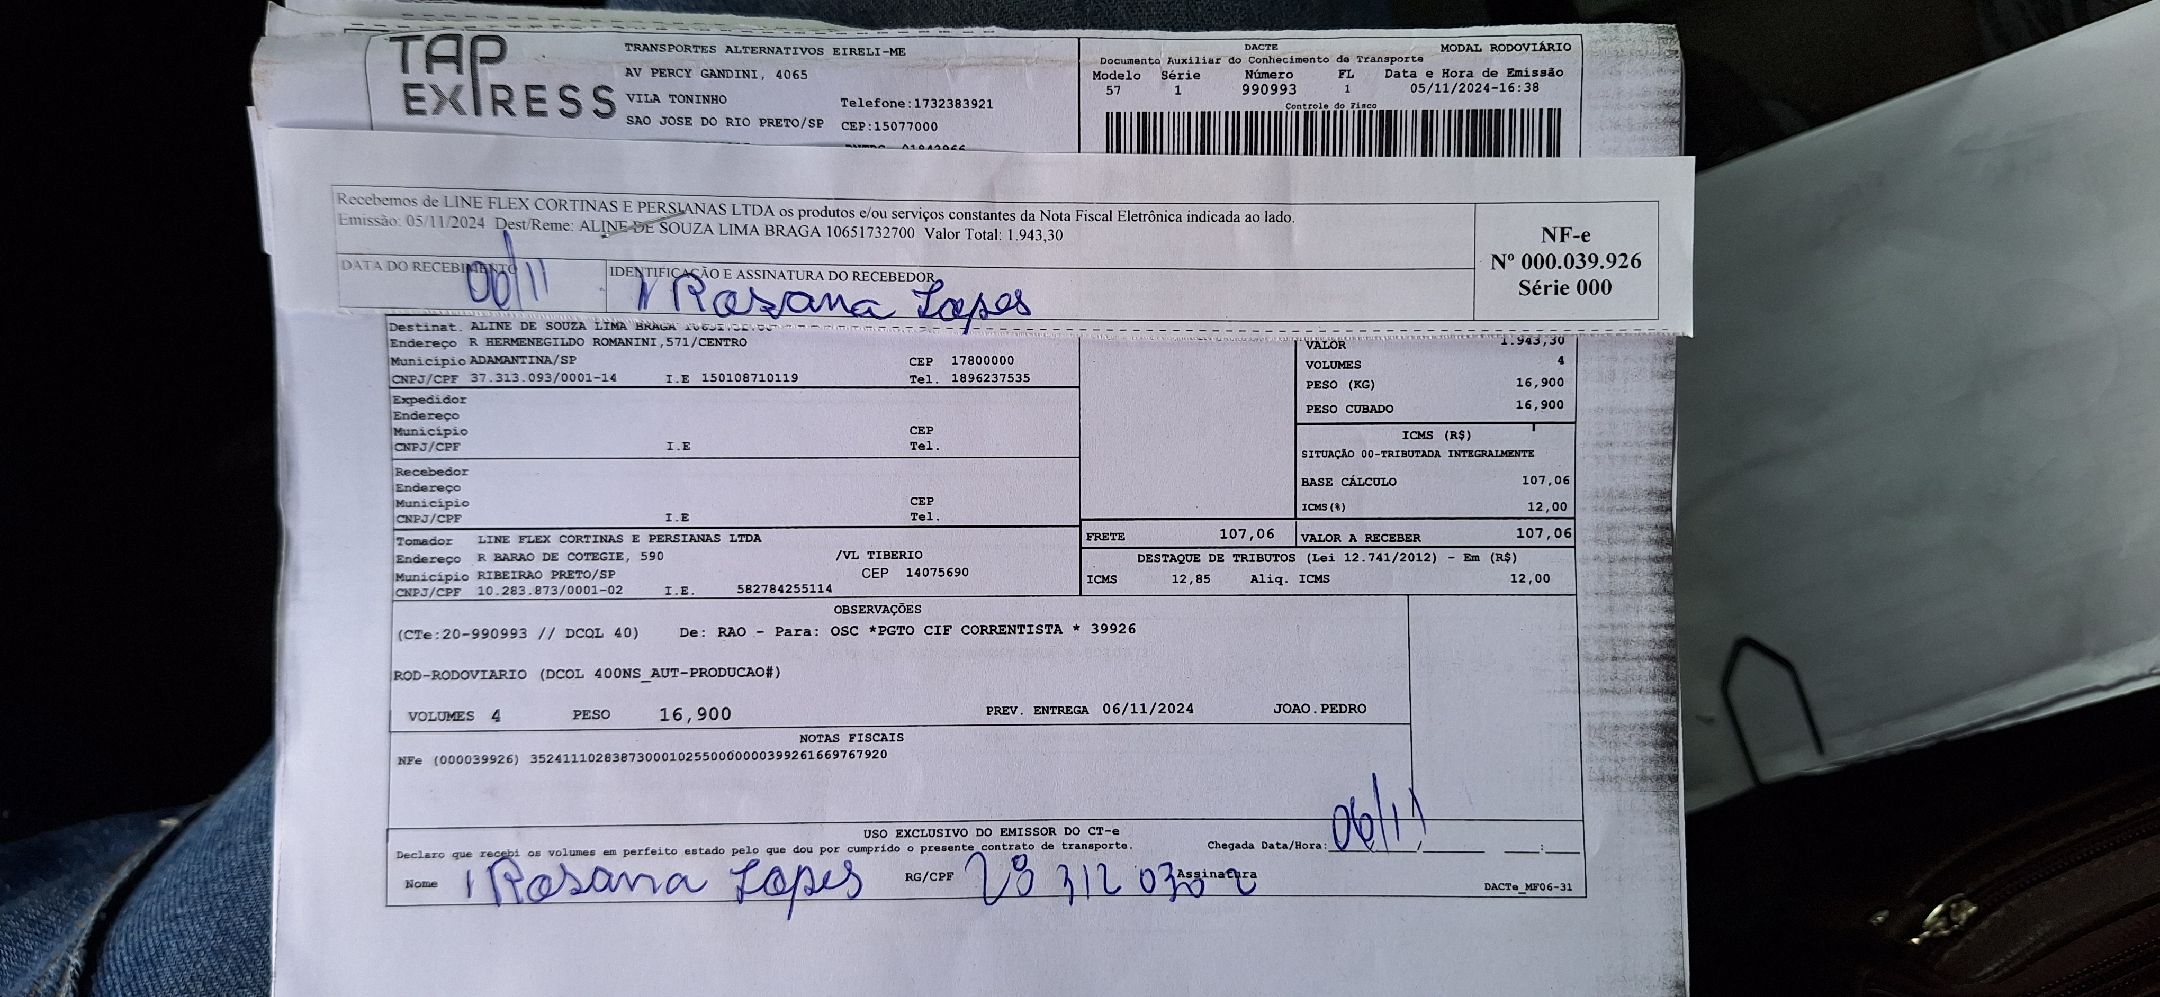 TAP EXPRESS
TRANSPORTES ALTERNATIVOS EIRELI-ME
AV PERCY GANDINI, 4065
VILA TONINHO Telefone:1732383921
SAO JOSE DO RIO PRETO/SP CEP:15077000
DACTE MODAL RODOVIÁRIO
Documento Auxiliar do Conhecimento de Transporte
Modelo Série Número FL Data e Hora de Emissão
57 1 990993 1 05/11/2024-16:38
Controle do Fisco
Recebemos de LINE FLEX CORTINAS E PERSIANAS LTDA os produtos e/ou serviços constantes da Nota Fiscal Eletrônica indicada ao lado.
Emissão: 05/11/2024 Dest/Reme: ALINE DE SOUZA LIMA BRAGA 10651732700 Valor Total: 1.943,30
DATA DO RECEBIMENTO
06/11
IDENTIFICAÇÃO E ASSINATURA DO RECEBEDOR
Rosana Lopes
NF-e
Nº 000.039.926
Série 000
Destinat. ALINE DE SOUZA LIMA BRAGA
Endereço R HERMENEGILDO ROMANINI,571/CENTRO
Município ADAMANTINA/SP CEP 17800000
CNPJ/CPF 37.313.093/0001-14 I.E 150108710119 Tel. 1896237535
VALOR 1.943,30
VOLUMES 4
PESO (KG) 16,900
PESO CUBADO 16,900
Expedidor
Endereço
Município CEP
CNPJ/CPF I.E Tel.
ICMS (R$)
SITUAÇÃO 00-TRIBUTADA INTEGRALMENTE
BASE CÁLCULO 107,06
ICMS(%) 12,00
Recebedor
Endereço
Município CEP
CNPJ/CPF I.E Tel.
FRETE 107,06 VALOR A RECEBER 107,06
Tomador LINE FLEX CORTINAS E PERSIANAS LTDA
Endereço R BARAO DE COTEGIE, 590 /VL TIBERIO
Município RIBEIRAO PRETO/SP CEP 14075690
CNPJ/CPF 10.283.873/0001-02 I.E. 582784255114
DESTAQUE DE TRIBUTOS (Lei 12.741/2012) - Em (R$)
ICMS 12,85 Aliq. ICMS 12,00
OBSERVAÇÕES
(CTe:20-990993 // DCOL 40) De: RAO - Para: OSC *PGTO CIF CORRENTISTA * 39926
ROD-RODOVIARIO (DCOL 400NS_AUT-PRODUCAO#)
VOLUMES 4 PESO 16,900 PREV. ENTREGA 06/11/2024 JOAO.PEDRO
NOTAS FISCAIS
NFe (000039926) 35241110283873000102550000000399261669767920
USO EXCLUSIVO DO EMISSOR DO CT-e
Declaro que recebi os volumes em perfeito estado pelo que dou por cumprido o presente contrato de transporte. Chegada Data/Hora: 06/11
Nome Rosana Lopes RG/CPF 28 312 030 2 Assinatura
DACTe_MF06-31